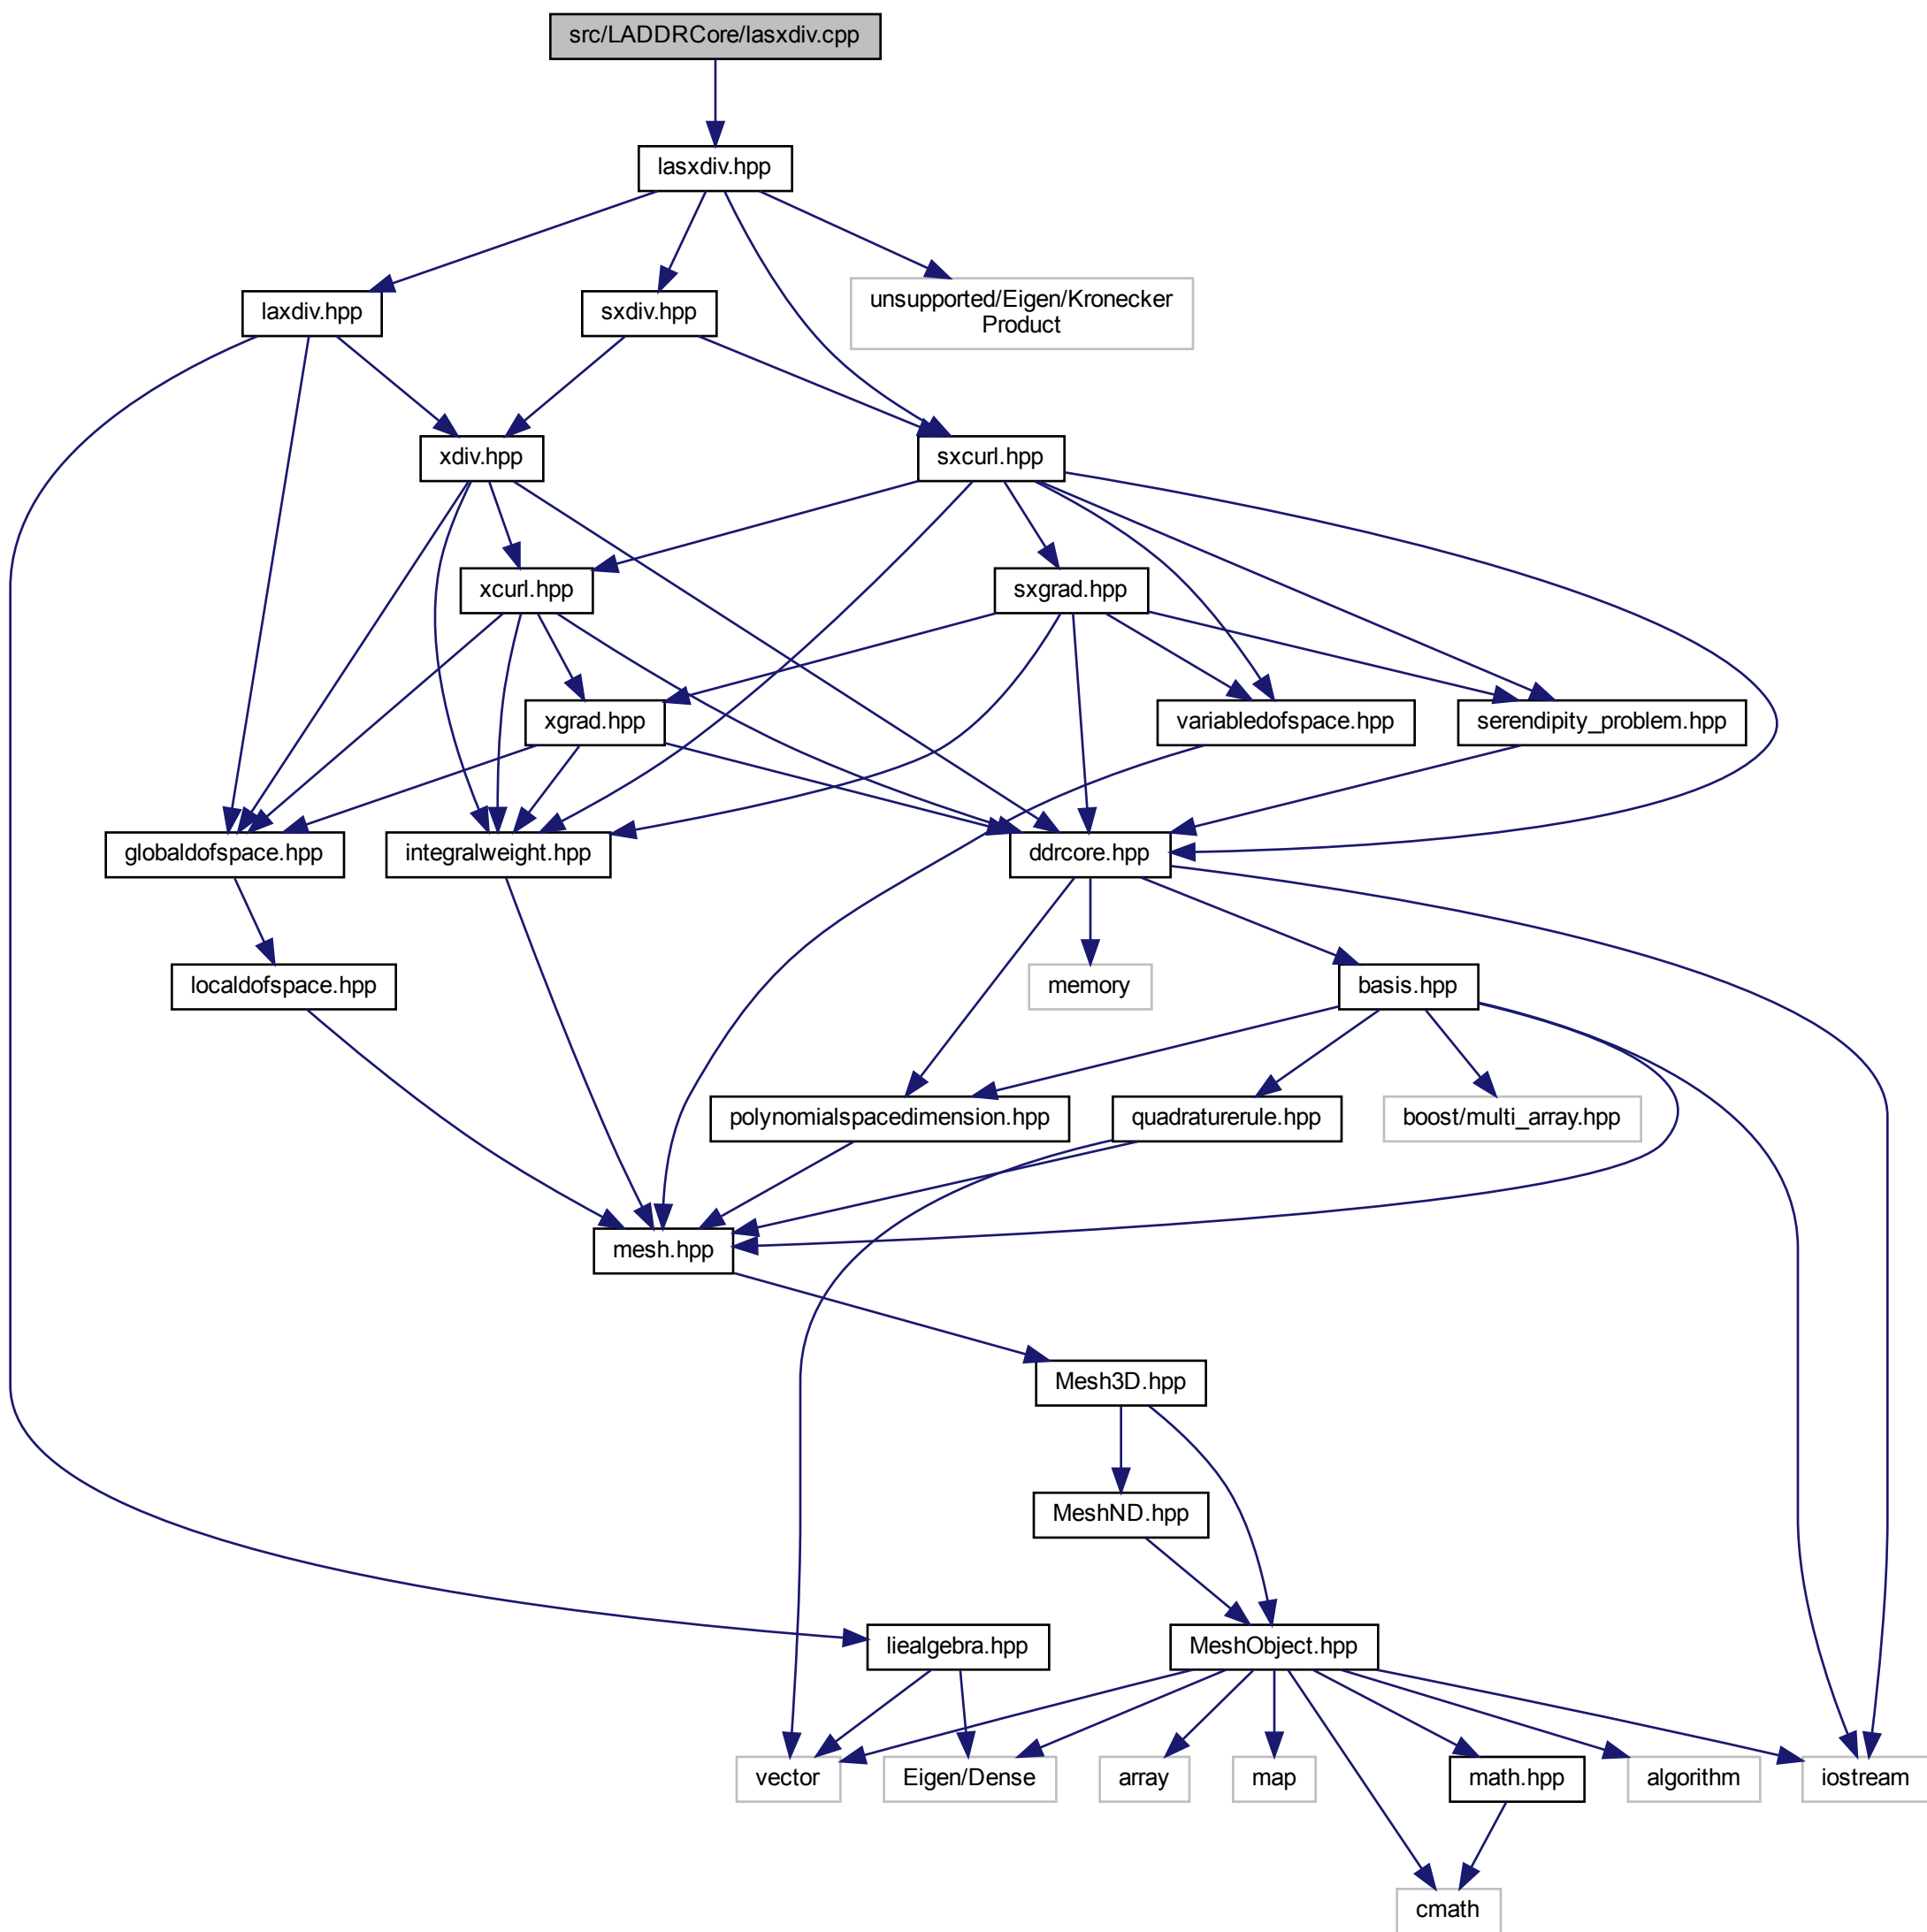 src/LADDRCore/lasxdiv.cpp
lasxdiv.hpp
laxdiv.hpp
sxdiv.hpp
unsupported/Eigen/Kronecker
Product
xdiv.hpp
sxcurl.hpp
xcurl.hpp
sxgrad.hpp
xgrad.hpp
variabledofspace.hpp
serendipity_problem.hpp
globaldofspace.hpp
integralweight.hpp
ddrcore.hpp
localdofspace.hpp
memory
basis.hpp
polynomialspacedimension.hpp
quadraturerule.hpp
boost/multi_array.hpp
mesh.hpp
Mesh3D.hpp
MeshND.hpp
liealgebra.hpp
MeshObject.hpp
vector
Eigen/Dense
array
map
math.hpp
algorithm
iostream
cmath